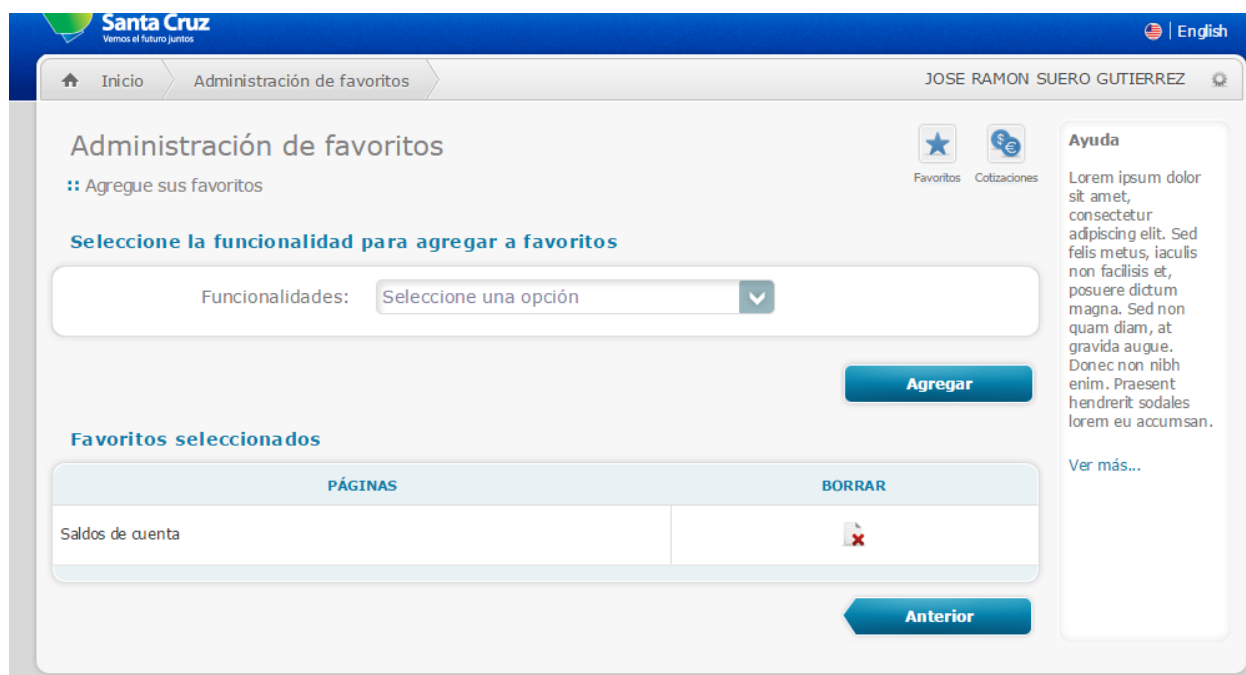 Santa Cruz
Vemos el futuro juntos
English
Inicio
Administración de favoritos
JOSE RAMON SUERO GUTIERREZ
Administración de favoritos
Agregue sus favoritos
Favoritos
Cotizaciones
Seleccione la funcionalidad para agregar a favoritos
Funcionalidades:
Seleccione una opción
Agregar
Favoritos seleccionados
PÁGINAS
BORRAR
Saldos de cuenta
Anterior
Ayuda
Lorem ipsum dolor
sit amet,
consectetur
adipiscing elit. Sed
felis metus, iaculis
non facilisis et,
posuere dictum
magna. Sed non
quam diam, at
gravida augue.
Donec non nibh
enim. Praesent
hendrerit sodales
lorem eu accumsan.
Ver más...